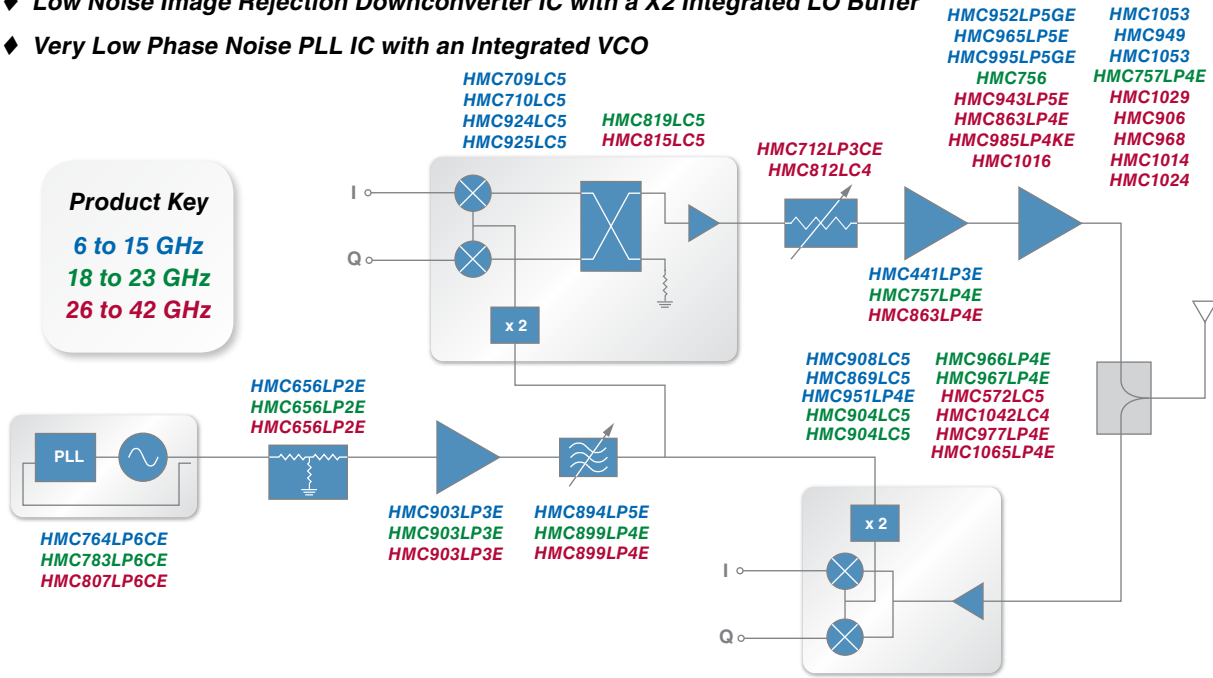 ♦ Low Noise Image Rejection Downconverter IC with a X2 Integrated LO Buffer
♦ Very Low Phase Noise PLL IC with an Integrated VCO
HMC952LP5GE
HMC965LP5E
HMC995LP5GE
HMC756
HMC943LP5E
HMC863LP4E
HMC985LP4KE
HMC1016
HMC1053
HMC949
HMC1053
HMC757LP4E
HMC1029
HMC906
HMC968
HMC1014
HMC1024
HMC709LC5
HMC710LC5
HMC924LC5
HMC925LC5
HMC819LC5
HMC815LC5
HMC712LP3CE
HMC812LC4
Product Key
6 to 15 GHz
18 to 23 GHz
26 to 42 GHz
I
Q
x 2
HMC441LP3E
HMC757LP4E
HMC863LP4E
HMC908LC5
HMC869LC5
HMC951LP4E
HMC904LC5
HMC904LC5
HMC966LP4E
HMC967LP4E
HMC572LC5
HMC1042LC4
HMC977LP4E
HMC1065LP4E
HMC656LP2E
HMC656LP2E
HMC656LP2E
PLL
HMC764LP6CE
HMC783LP6CE
HMC807LP6CE
HMC903LP3E
HMC903LP3E
HMC903LP3E
HMC894LP5E
HMC899LP4E
HMC899LP4E
x 2
I
Q